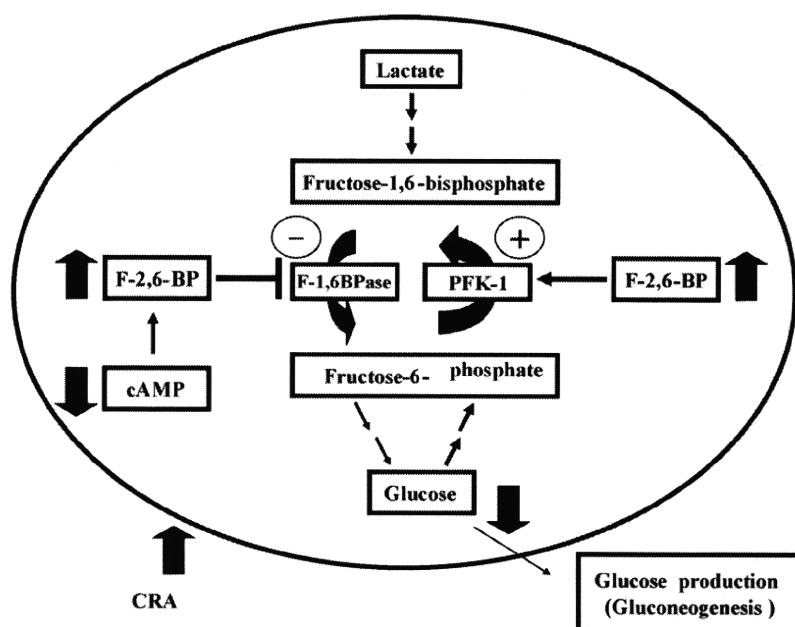 Lactate
Fructose-1,6-bisphosphate
−
+
F-2,6-BP
F-1,6BPase
PFK-1
F-2,6-BP
cAMP
Fructose-6- phosphate
Glucose
CRA
Glucose production
(Gluconeogenesis )